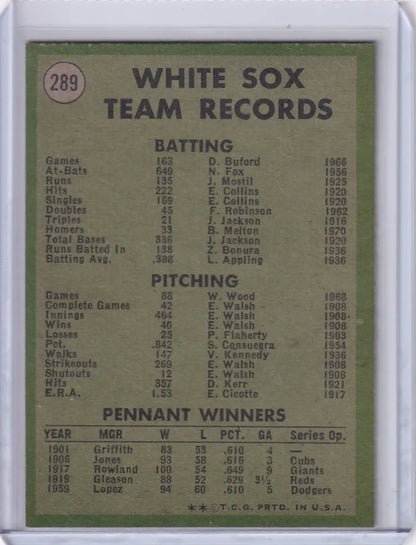 289
WHITE SOX
TEAM RECORDS
BATTING
Games 163 D. Buford 1966
At-Bats 649 N. Fox 1956
Runs 135 J. Mostil 1925
Hits 222 E. Collins 1920
Singles 169 E. Collins 1920
Doubles 45 F. Robinson 1962
Triples 21 J. Jackson 1916
Homers 33 B. Melton 1970
Total Bases 336 J. Jackson 1920
Runs Batted In 138 Z. Bonura 1936
Batting Avg. .388 L. Appling 1936
PITCHING
Games 88 W. Wood 1968
Complete Games 42 E. Walsh 1908
Innings 464 E. Walsh 1908
Wins 40 E. Walsh 1908
Losses 25 P. Flaherty 1903
Pct. .842 S. Consuegra 1954
Walks 147 V. Kennedy 1936
Strikeouts 269 E. Walsh 1908
Shutouts 12 E. Walsh 1908
Hits 357 D. Kerr 1921
E.R.A. 1.53 E. Cicotte 1917
PENNANT WINNERS
YEAR MGR W L PCT. GA Series Op.
1901 Griffith 83 53 .610 4 —
1906 Jones 93 58 .616 3 Cubs
1917 Rowland 100 54 .649 9 Giants
1919 Gleason 88 52 .629 3½ Reds
1959 Lopez 94 60 .610 5 Dodgers
**©T.C.G. PRTD. IN U.S.A.